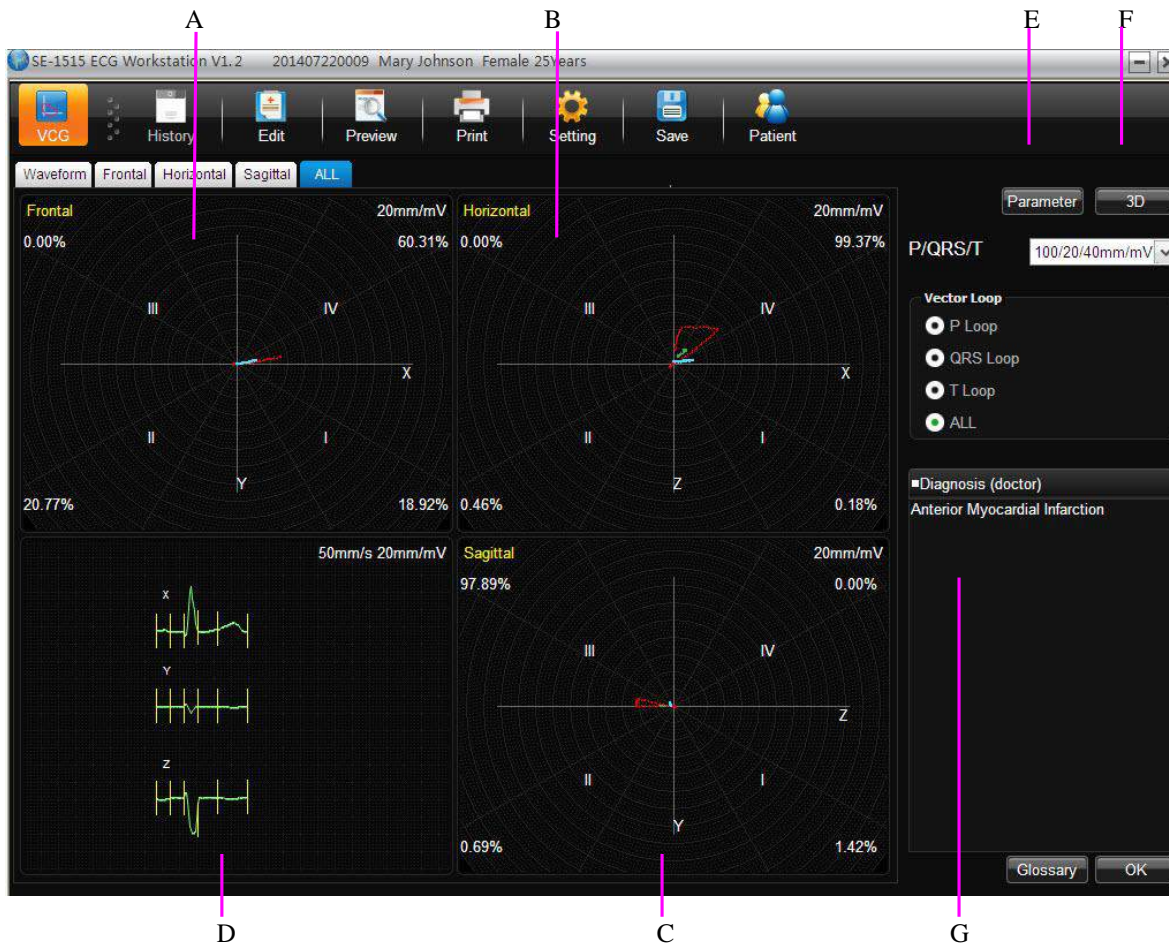 A B E F
SE-1515 ECG Workstation V1.2 201407220009 Mary Johnson Female 25Years
VCG History Edit Preview Print Setting Save Patient
Waveform Frontal Horizontal Sagittal ALL
Parameter 3D
Frontal 20mm/mV
0.00% 60.31%
III IV
X
II I
Y
20.77% 18.92%
Horizontal 20mm/mV
0.00% 99.37%
III IV
X
II I
Z
0.46% 0.18%
P/QRS/T 100/20/40mm/mV
Vector Loop
P Loop
QRS Loop
T Loop
ALL
■Diagnosis (doctor)
Anterior Myocardial Infarction
50mm/s 20mm/mV
X
Y
Z
Sagittal 20mm/mV
97.89% 0.00%
III IV
Z
II I
Y
0.69% 1.42%
Glossary OK
D C G